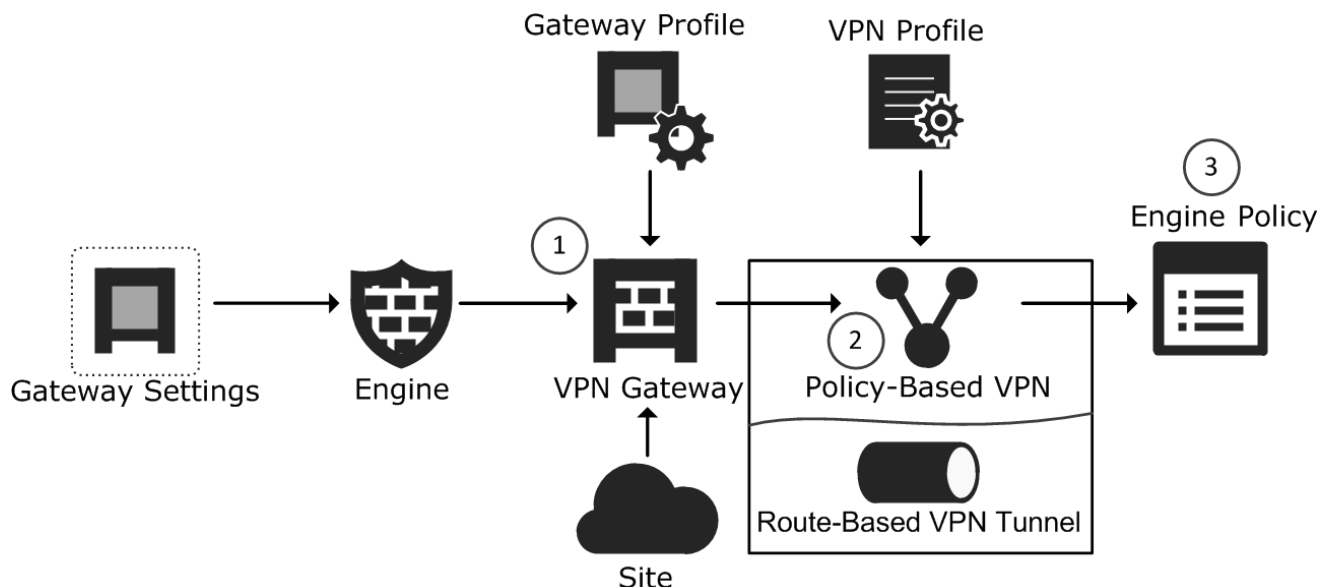 Gateway Profile
VPN Profile
3
Engine Policy
1
2
Gateway Settings
Engine
VPN Gateway
Policy-Based VPN
Route-Based VPN Tunnel
Site